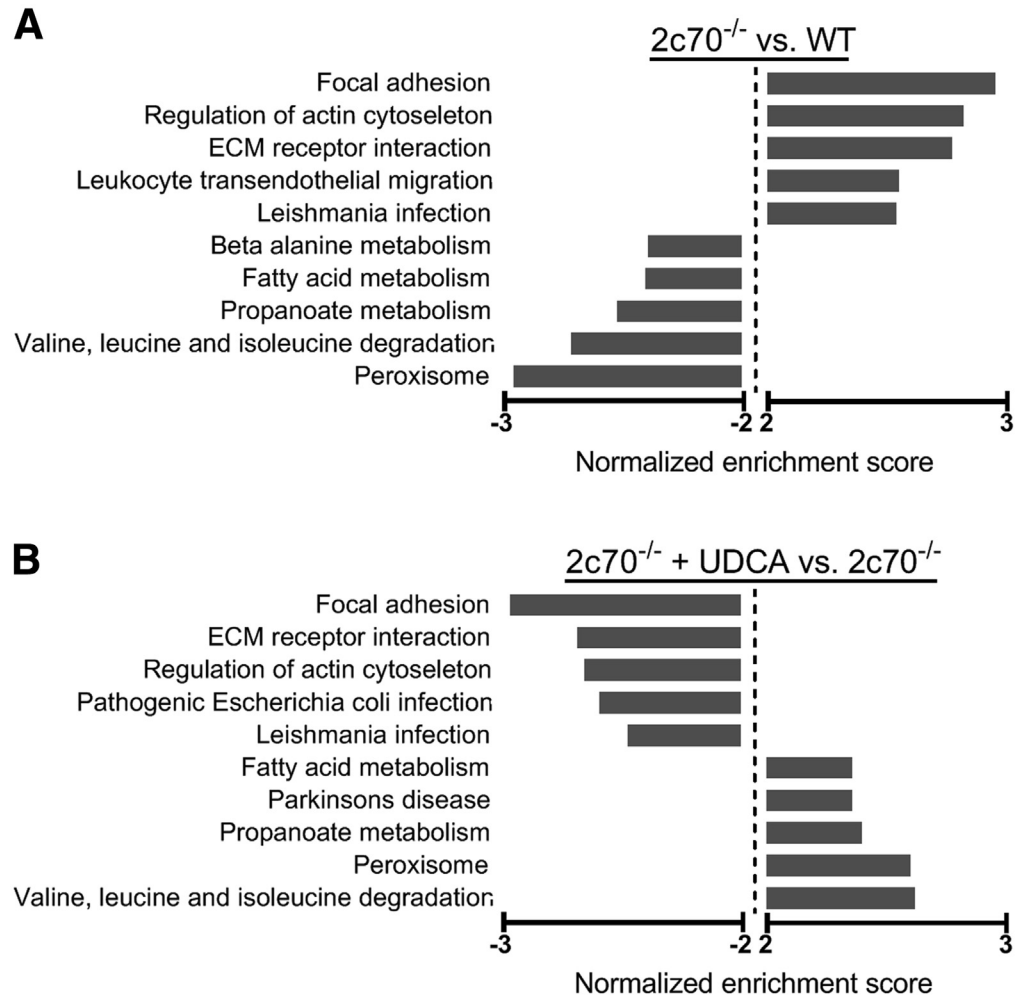 A
2c70-/- vs. WT
Focal adhesion
Regulation of actin cytoseleton
ECM receptor interaction
Leukocyte transendothelial migration
Leishmania infection
Beta alanine metabolism
Fatty acid metabolism
Propanoate metabolism
Valine, leucine and isoleucine degradation
Peroxisome
-3 -2 2 3
Normalized enrichment score
B
2c70-/- + UDCA vs. 2c70-/-
Focal adhesion
ECM receptor interaction
Regulation of actin cytoseleton
Pathogenic Escherichia coli infection
Leishmania infection
Fatty acid metabolism
Parkinsons disease
Propanoate metabolism
Peroxisome
Valine, leucine and isoleucine degradation
-3 -2 2 3
Normalized enrichment score